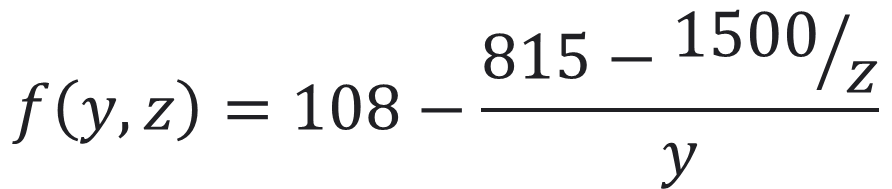 f(y, z) = 108 − (815 − 1500/z)/y